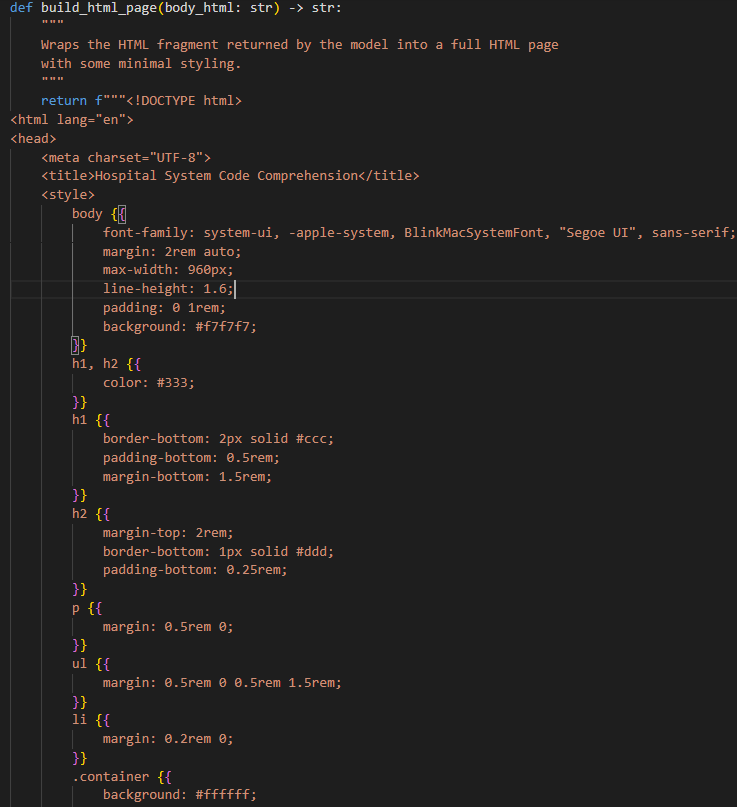 def build_html_page(body_html: str) -> str:
    """
    Wraps the HTML fragment returned by the model into a full HTML page
    with some minimal styling.
    """
    return f"""<!DOCTYPE html>
<html lang="en">
<head>
    <meta charset="UTF-8">
    <title>Hospital System Code Comprehension</title>
    <style>
        body {{
            font-family: system-ui, -apple-system, BlinkMacSystemFont, "Segoe UI", sans-serif;
            margin: 2rem auto;
            max-width: 960px;
            line-height: 1.6;
            padding: 0 1rem;
            background: #f7f7f7;
        }}
        h1, h2 {{
            color: #333;
        }}
        h1 {{
            border-bottom: 2px solid #ccc;
            padding-bottom: 0.5rem;
            margin-bottom: 1.5rem;
        }}
        h2 {{
            margin-top: 2rem;
            border-bottom: 1px solid #ddd;
            padding-bottom: 0.25rem;
        }}
        p {{
            margin: 0.5rem 0;
        }}
        ul {{
            margin: 0.5rem 0 0.5rem 1.5rem;
        }}
        li {{
            margin: 0.2rem 0;
        }}
        .container {{
            background: #ffffff;